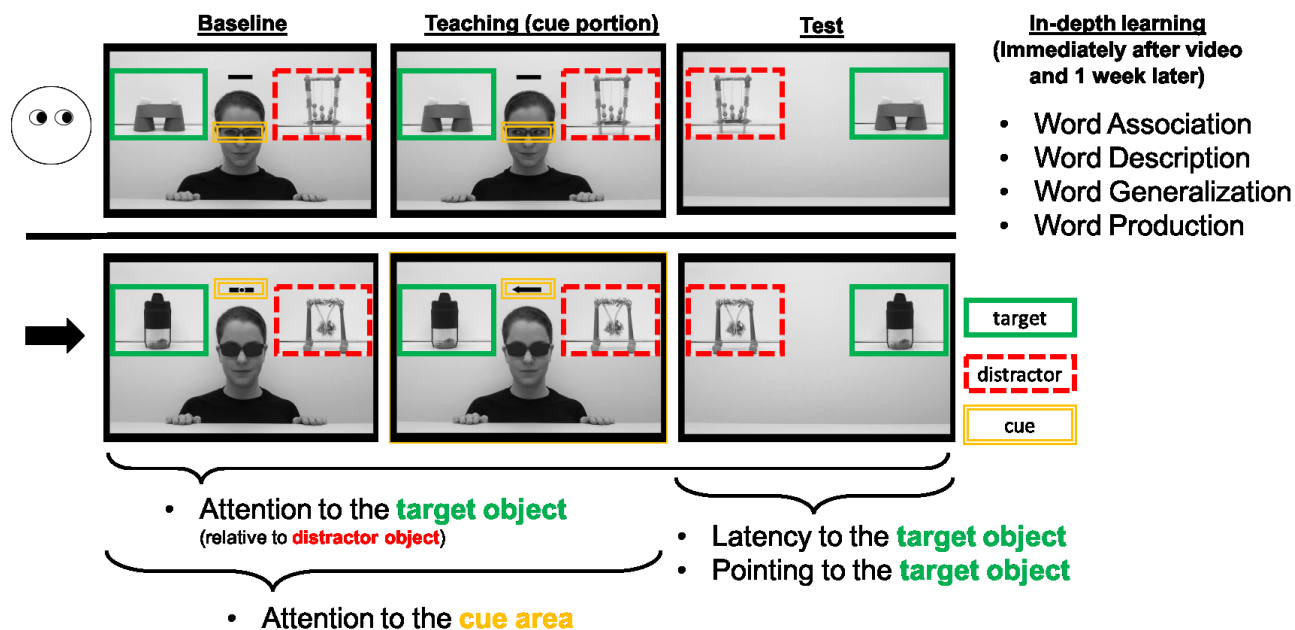 Baseline
Teaching (cue portion)
Test
In-depth learning
(Immediately after video
and 1 week later)
• Word Association
• Word Description
• Word Generalization
• Word Production
target
distractor
cue
• Attention to the target object
(relative to distractor object)
• Latency to the target object
• Pointing to the target object
• Attention to the cue area